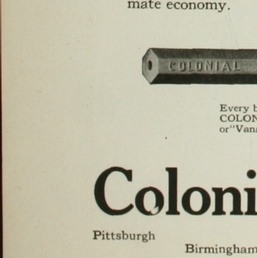 mate economy.
COLONIAL
Every b
COLON
or "Vana
Coloni
Pittsburgh
Birmingham